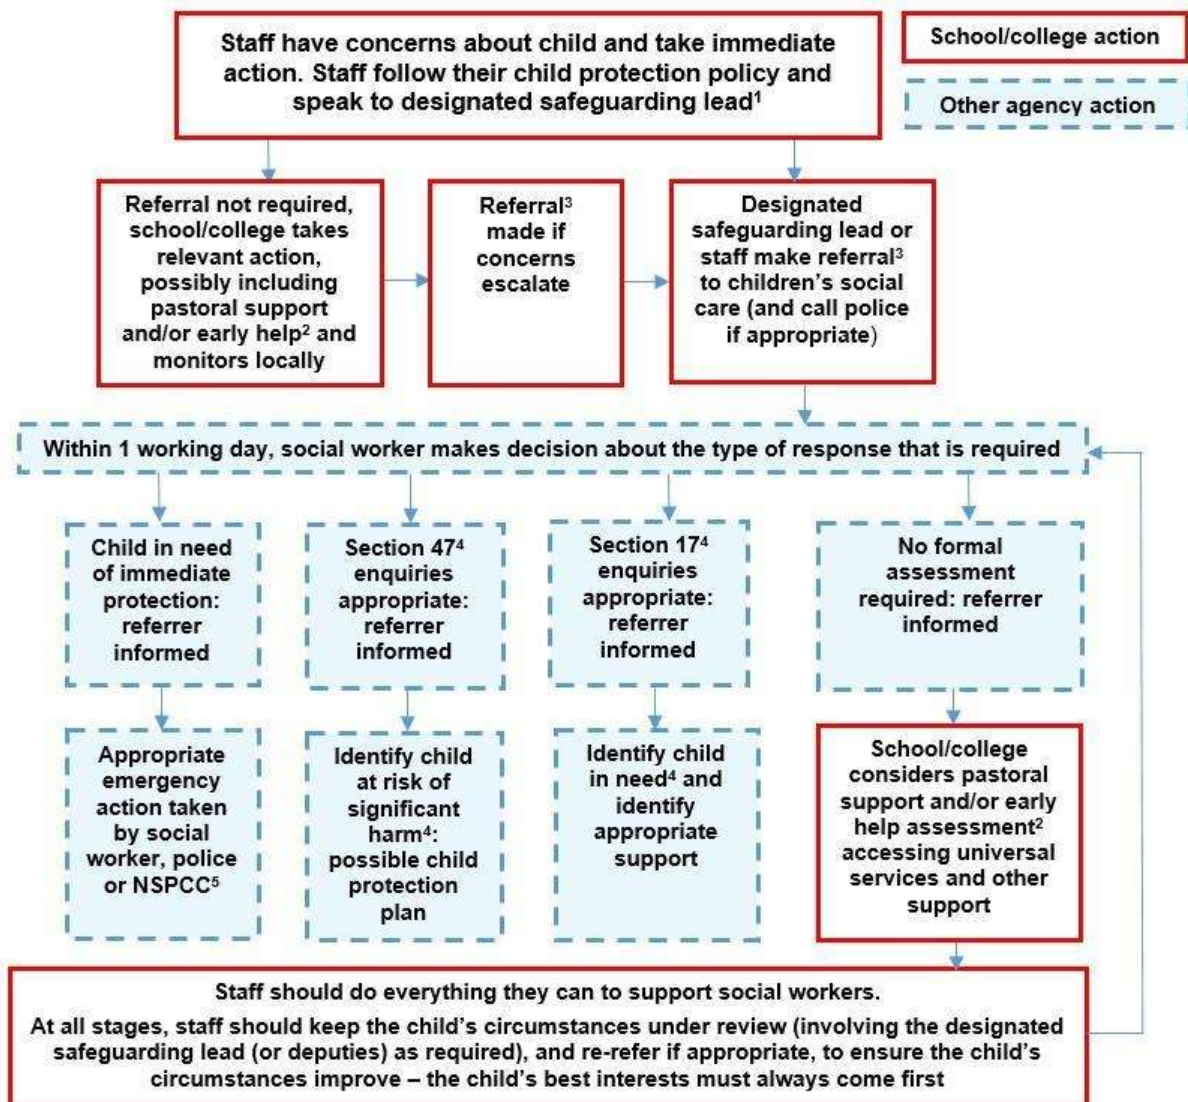 Staff have concerns about child and take immediate
action. Staff follow their child protection policy and
speak to designated safeguarding lead¹
School/college action
Other agency action
Referral not required,
school/college takes
relevant action,
possibly including
pastoral support
and/or early help² and
monitors locally
Referral³
made if
concerns
escalate
Designated
safeguarding lead or
staff make referral³
to children’s social
care (and call police
if appropriate)
Within 1 working day, social worker makes decision about the type of response that is required
Child in need
of immediate
protection:
referrer
informed
Section 47⁴
enquiries
appropriate:
referrer
informed
Section 17⁴
enquiries
appropriate:
referrer
informed
No formal
assessment
required: referrer
informed
Appropriate
emergency
action taken
by social
worker, police
or NSPCC⁵
Identify child
at risk of
significant
harm⁴:
possible child
protection
plan
Identify child
in need⁴ and
identify
appropriate
support
School/college
considers pastoral
support and/or early
help assessment²
accessing universal
services and other
support
Staff should do everything they can to support social workers.
At all stages, staff should keep the child’s circumstances under review (involving the designated
safeguarding lead (or deputies) as required), and re-refer if appropriate, to ensure the child’s
circumstances improve – the child’s best interests must always come first